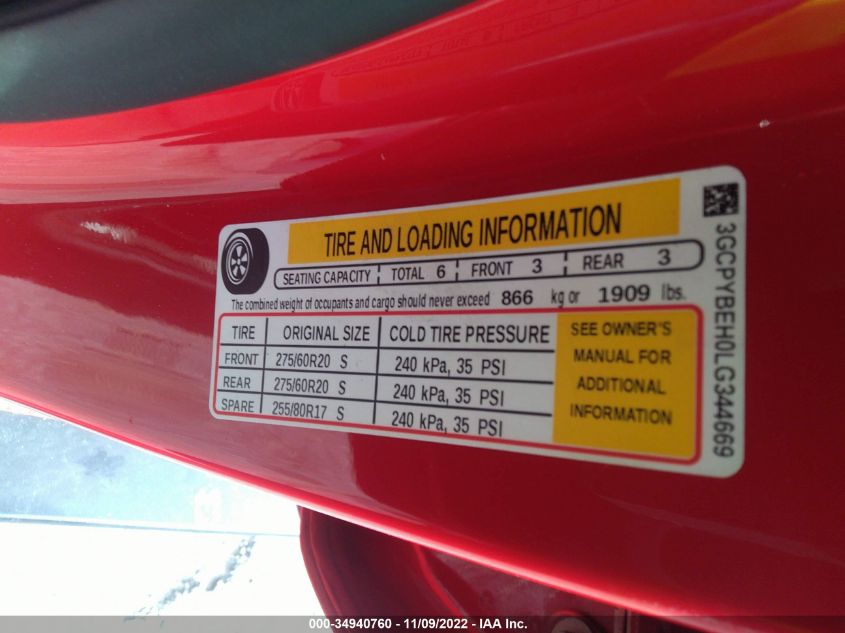 TIRE AND LOADING INFORMATION
SEATING CAPACITY TOTAL 6 FRONT 3 REAR 3
The combined weight of occupants and cargo should never exceed 866 kg or 1909 lbs.
TIRE ORIGINAL SIZE COLD TIRE PRESSURE
FRONT 275/60R20 S 240 kPa, 35 PSI
REAR 275/60R20 S 240 kPa, 35 PSI
SPARE 255/80R17 S 240 kPa, 35 PSI
SEE OWNER'S
MANUAL FOR
ADDITIONAL
INFORMATION
3GCPYBEH0LG344669
000-34940760 - 11/09/2022 - IAA Inc.